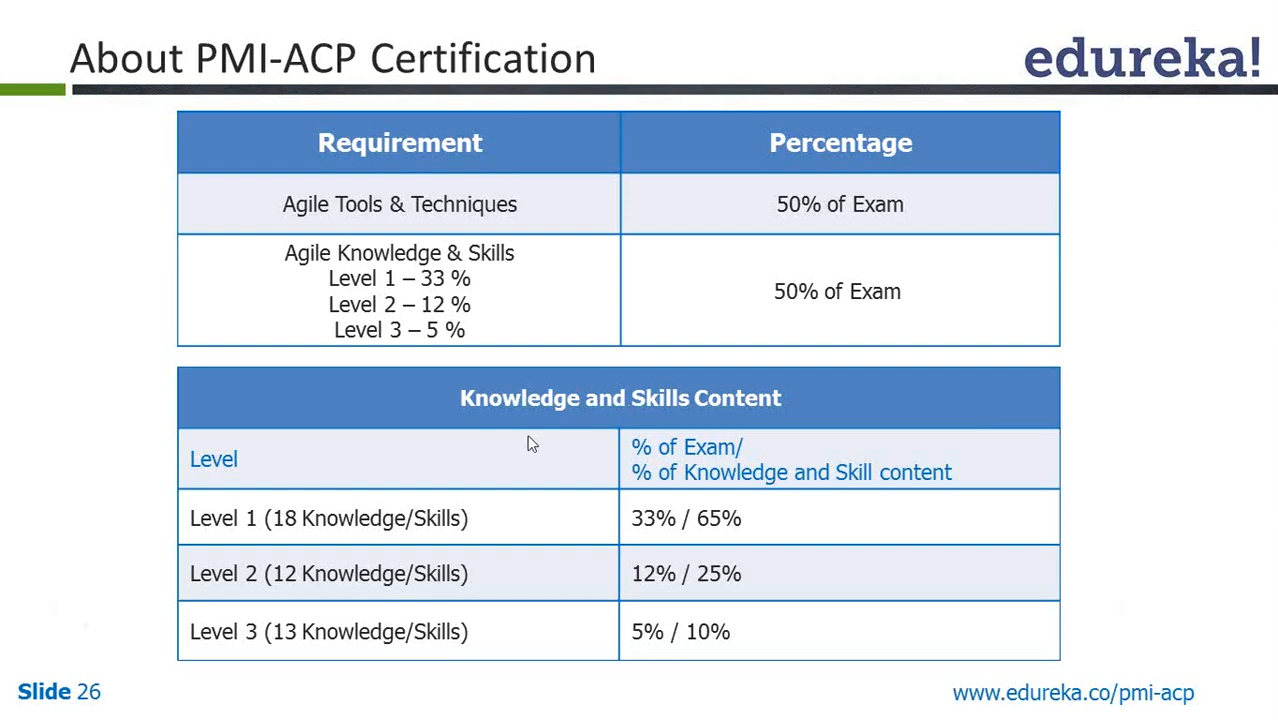 About PMI-ACP Certification
edureka!
Requirement
Percentage
Agile Tools & Techniques
50% of Exam
Agile Knowledge & Skills
Level 1 – 33 %
Level 2 – 12 %
Level 3 – 5 %
50% of Exam
Knowledge and Skills Content
Level
% of Exam/
% of Knowledge and Skill content
Level 1 (18 Knowledge/Skills)
33% / 65%
Level 2 (12 Knowledge/Skills)
12% / 25%
Level 3 (13 Knowledge/Skills)
5% / 10%
Slide 26
www.edureka.co/pmi-acp